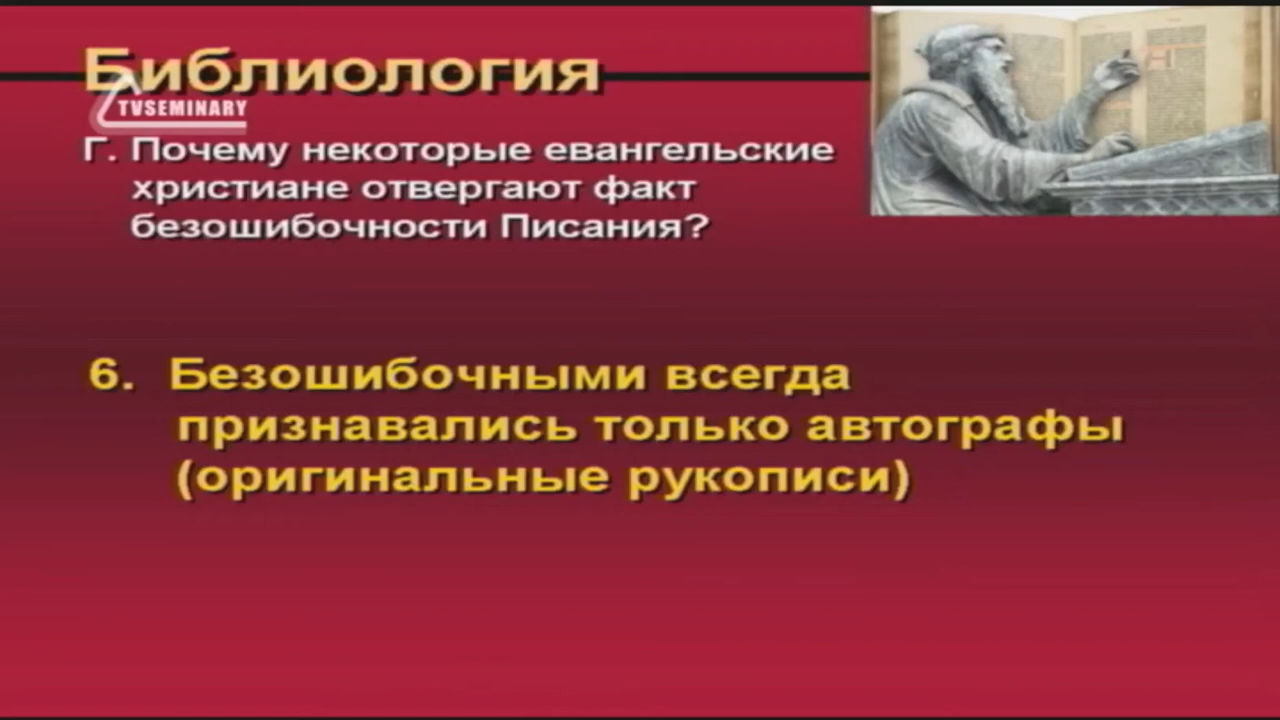 Библиология
TVSEMINARY
Г. Почему некоторые евангельские
христиане отвергают факт
безошибочности Писания?
6. Безошибочными всегда
признавались только автографы
(оригинальные рукописи)